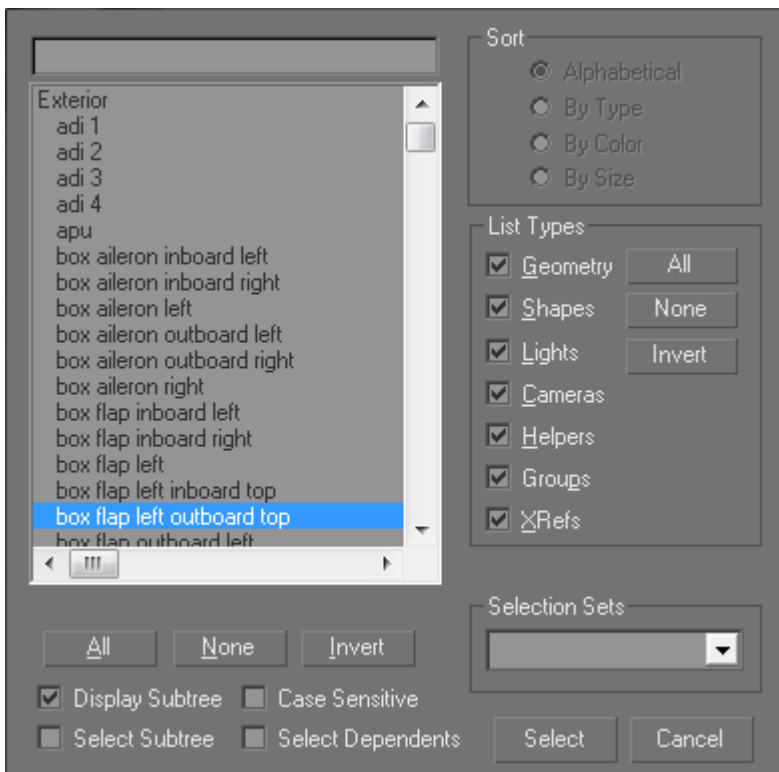 Exterior
adi 1
adi 2
adi 3
adi 4
apu
box aileron inboard left
box aileron inboard right
box aileron left
box aileron outboard left
box aileron outboard right
box aileron right
box flap inboard left
box flap inboard right
box flap left
box flap left inboard top
box flap left outboard top
box flap outboard left
All None Invert
Display Subtree Case Sensitive
Select Subtree Select Dependents
Sort
Alphabetical
By Type
By Color
By Size
List Types
Geometry All
Shapes None
Lights Invert
Cameras
Helpers
Groups
XRefs
Selection Sets
Select Cancel